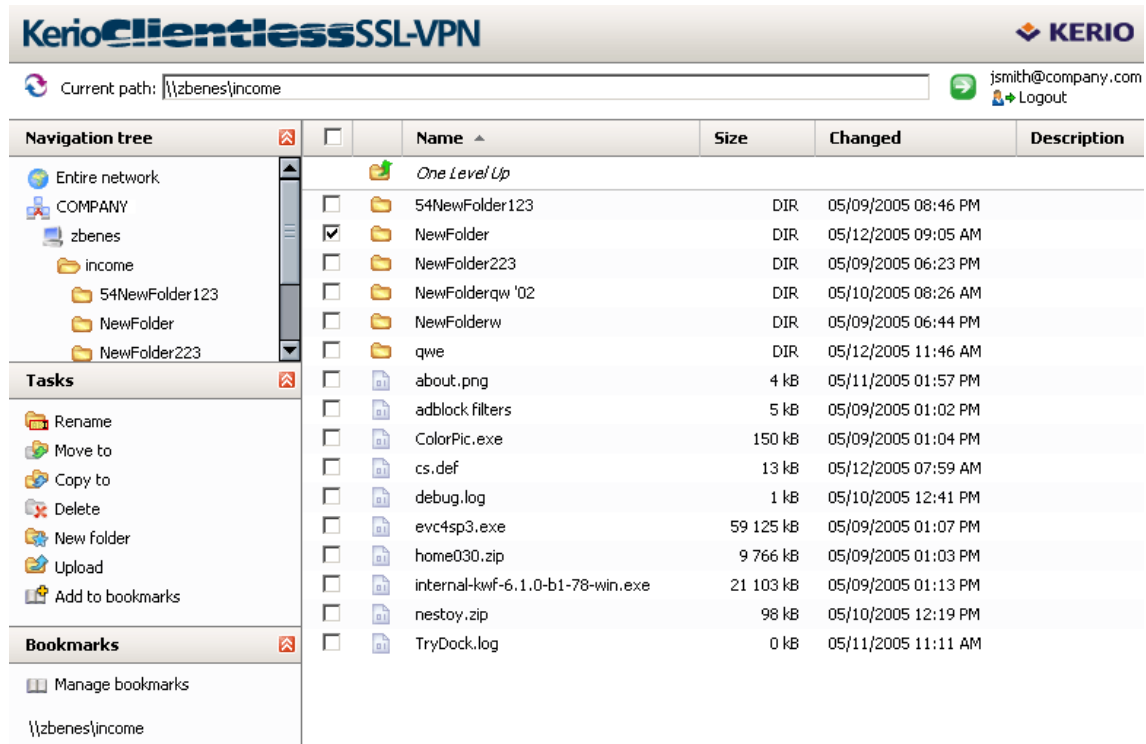 KerioClientlessSSL-VPN
KERIO
Current path: \\zbenes\income
jsmith@company.com
Logout
Navigation tree
Entire network
COMPANY
zbenes
income
54NewFolder123
NewFolder
NewFolder223
Tasks
Rename
Move to
Copy to
Delete
New folder
Upload
Add to bookmarks
Bookmarks
Manage bookmarks
\\zbenes\income
Name Size Changed Description
One Level Up
54NewFolder123 DIR 05/09/2005 08:46 PM
NewFolder DIR 05/12/2005 09:05 AM
NewFolder223 DIR 05/09/2005 06:23 PM
NewFolderqw '02 DIR 05/10/2005 08:26 AM
NewFolderw DIR 05/09/2005 06:44 PM
qwe DIR 05/12/2005 11:46 AM
about.png 4 kB 05/11/2005 01:57 PM
adblock filters 5 kB 05/09/2005 01:02 PM
ColorPic.exe 150 kB 05/09/2005 01:04 PM
cs.def 13 kB 05/12/2005 07:59 AM
debug.log 1 kB 05/10/2005 12:41 PM
evc4sp3.exe 59 125 kB 05/09/2005 01:07 PM
home030.zip 9 766 kB 05/09/2005 01:03 PM
internal-kwf-6.1.0-b1-78-win.exe 21 103 kB 05/09/2005 01:13 PM
nestoy.zip 98 kB 05/10/2005 12:19 PM
TryDock.log 0 kB 05/11/2005 11:11 AM